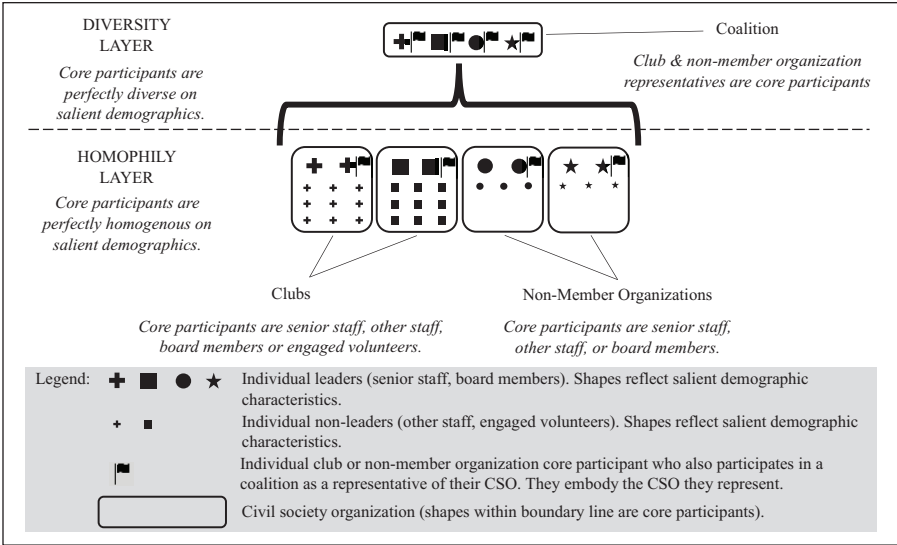 DIVERSITY
LAYER
Core participants are
perfectly diverse on
salient demographics.
Coalition
Club & non-member organization
representatives are core participants
HOMOPHILY
LAYER
Core participants are
perfectly homogenous on
salient demographics.
Clubs
Core participants are senior staff, other staff,
board members or engaged volunteers.
Non-Member Organizations
Core participants are senior staff,
other staff, or board members.
Legend:
Individual leaders (senior staff, board members). Shapes reflect salient demographic
characteristics.
Individual non-leaders (other staff, engaged volunteers). Shapes reflect salient demographic
characteristics.
Individual club or non-member organization core participant who also participates in a
coalition as a representative of their CSO. They embody the CSO they represent.
Civil society organization (shapes within boundary line are core participants).